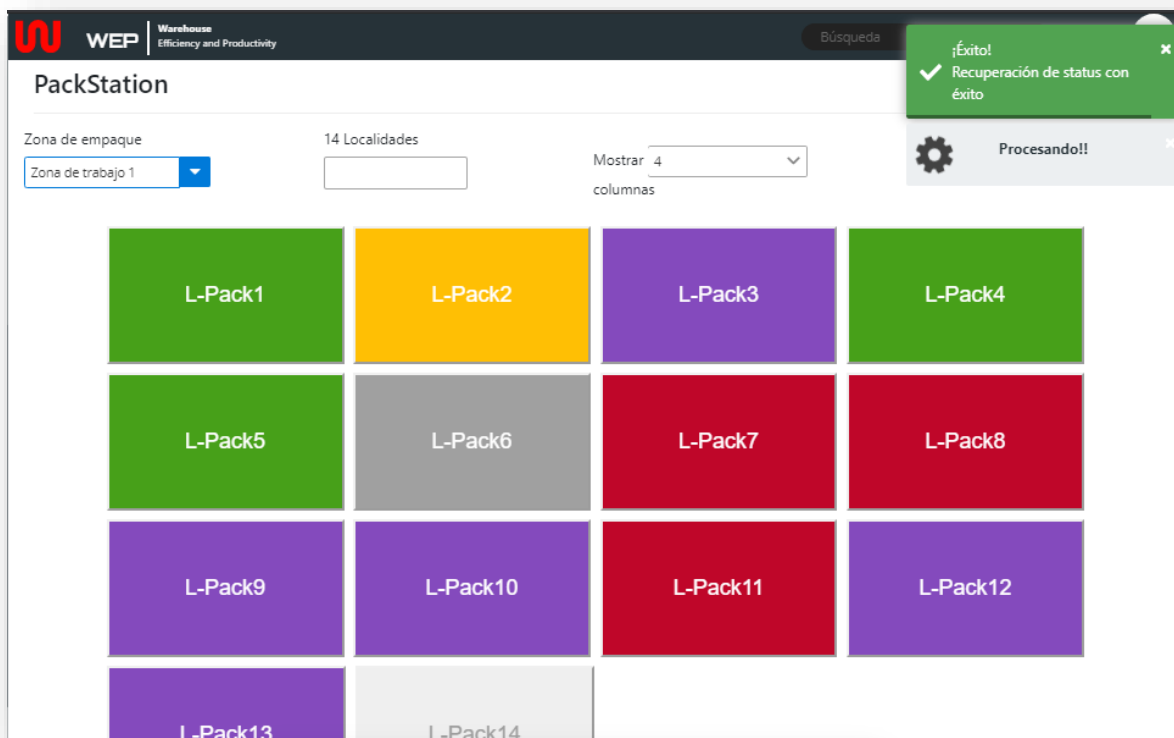 WEP
Warehouse
Efficiency and Productivity
Búsqueda
¡Éxito!
Recuperación de status con
éxito
PackStation
Procesando!!
Zona de empaque
Zona de trabajo 1
14 Localidades
Mostrar 4
columnas
L-Pack1
L-Pack2
L-Pack3
L-Pack4
L-Pack5
L-Pack6
L-Pack7
L-Pack8
L-Pack9
L-Pack10
L-Pack11
L-Pack12
L-Pack13
L-Pack14